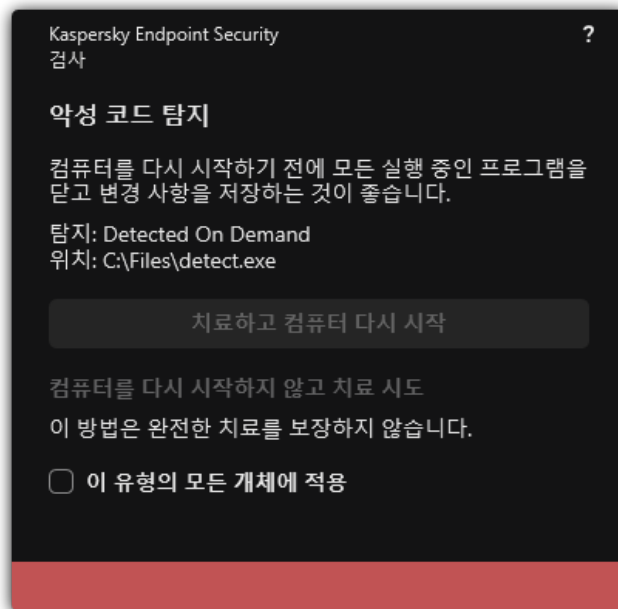 Kaspersky Endpoint Security
?
검사
악성 코드 탐지
컴퓨터를 다시 시작하기 전에 모든 실행 중인 프로그램을
닫고 변경 사항을 저장하는 것이 좋습니다.
탐지: Detected On Demand
위치: C:\Files\detect.exe
치료하고 컴퓨터 다시 시작
컴퓨터를 다시 시작하지 않고 치료 시도
이 방법은 완전한 치료를 보장하지 않습니다.
이 유형의 모든 개체에 적용